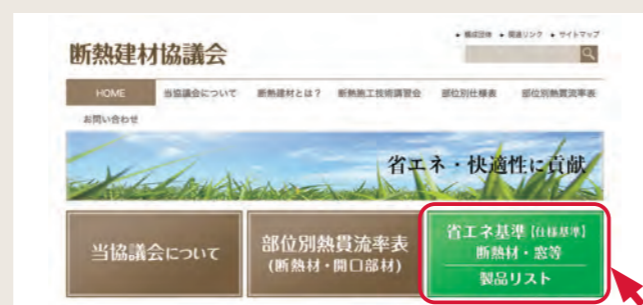 構成団体 関連リンク サイトマップ
断熱建材協議会
HOME 当協議会について 断熱建材とは? 断熱施工技術講習会 部位別仕様表 部位別熱貫流率表
お問い合わせ
省エネ・快適性に貢献
当協議会について
部位別熱貫流率表
(断熱材・開口部材)
省エネ基準【仕様基準】
断熱材・窓等
製品リスト